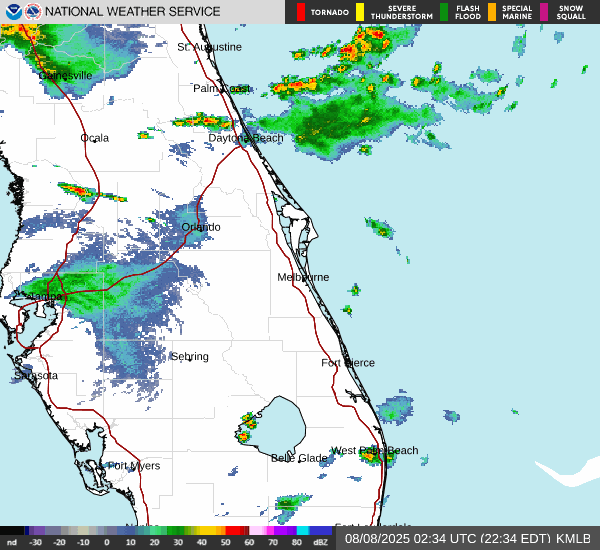 NATIONAL WEATHER SERVICE
TORNADO
SEVERE THUNDERSTORM
FLASH FLOOD
SPECIAL MARINE
SNOW SQUALL
St. Augustine
Gainesville
Palm Coast
Ocala
Daytona Beach
Orlando
Melbourne
Tampa
Sebring
Fort Pierce
Sarasota
West Palm Beach
Belle Glade
Fort Myers
nd -30 -20 -10 0 10 20 30 40 50 60 70 80 dBZ
08/08/2025 02:34 UTC (22:34 EDT) KMLB